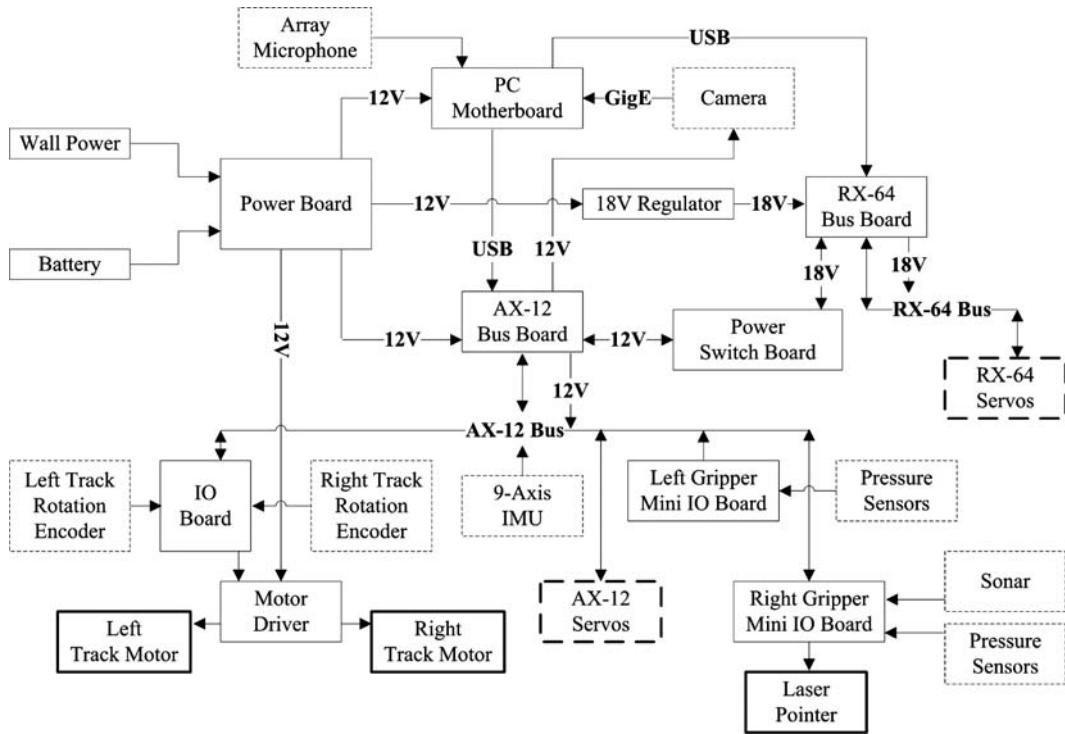 Array
Microphone
USB
PC
Motherboard
12V
GigE
Camera
Wall Power
Power Board
12V
18V Regulator
18V
RX-64
Bus Board
Battery
USB
12V
18V
18V
RX-64 Bus
12V
12V
AX-12
Bus Board
12V
Power
Switch Board
RX-64
Servos
12V
AX-12 Bus
Left Track
Rotation
Encoder
IO
Board
Right Track
Rotation
Encoder
9-Axis
IMU
Left Gripper
Mini IO Board
Pressure
Sensors
Motor
Driver
Left
Track Motor
Right
Track Motor
AX-12
Servos
Right Gripper
Mini IO Board
Sonar
Pressure
Sensors
Laser
Pointer